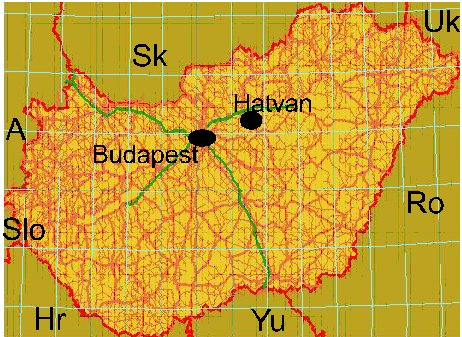 Uk
Sk
Hatvan
A
Budapest
Ro
Slo
Hr
Yu